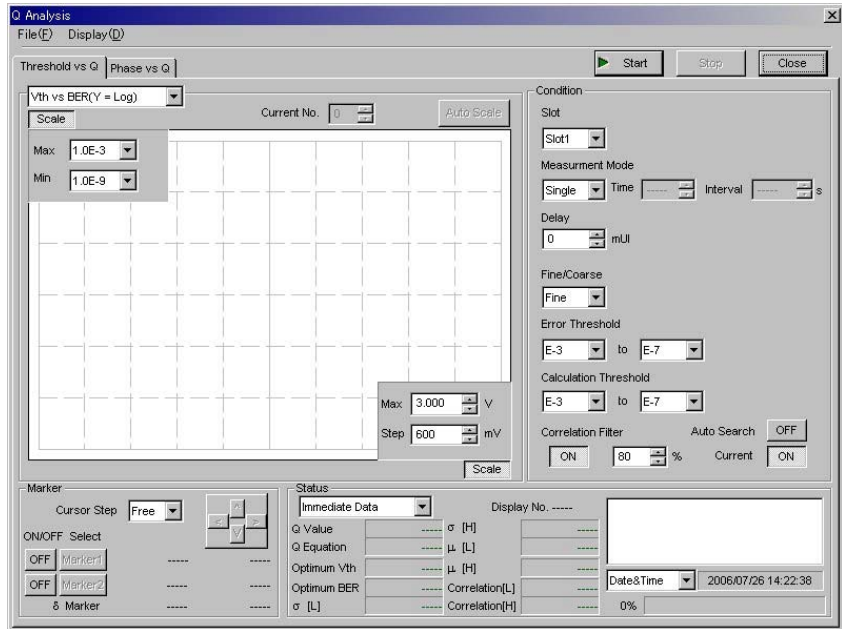 Q Analysis
File(F) Display(D)
Threshold vs Q Phase vs Q
Start Stop Close
Vth vs BER(Y = Log)
Scale
Current No. 0
Auto Scale
Max 1.0E-3
Min 1.0E-9
Max 3.000 V
Step 600 mV
Scale
Condition
Slot
Slot1
Measurment Mode
Single Time ----- Interval ----- s
Delay
0 mUI
Fine/Coarse
Fine
Error Threshold
E-3 to E-7
Calculation Threshold
E-3 to E-7
Correlation Filter
ON 80 %
Auto Search OFF
Current ON
Marker
Cursor Step Free
ON/OFF Select
OFF Marker1 ----- -----
OFF Marker2 ----- -----
δ Marker ----- -----
Status
Immediate Data
Display No. -----
Q Value ----- σ [H] -----
Q Equation ----- μ [L] -----
Optimum Vth ----- μ [H] -----
Optimum BER ----- Correlation[L] -----
σ [L] ----- Correlation[H] -----
Date&Time 2006/07/26 14:22:38
0%